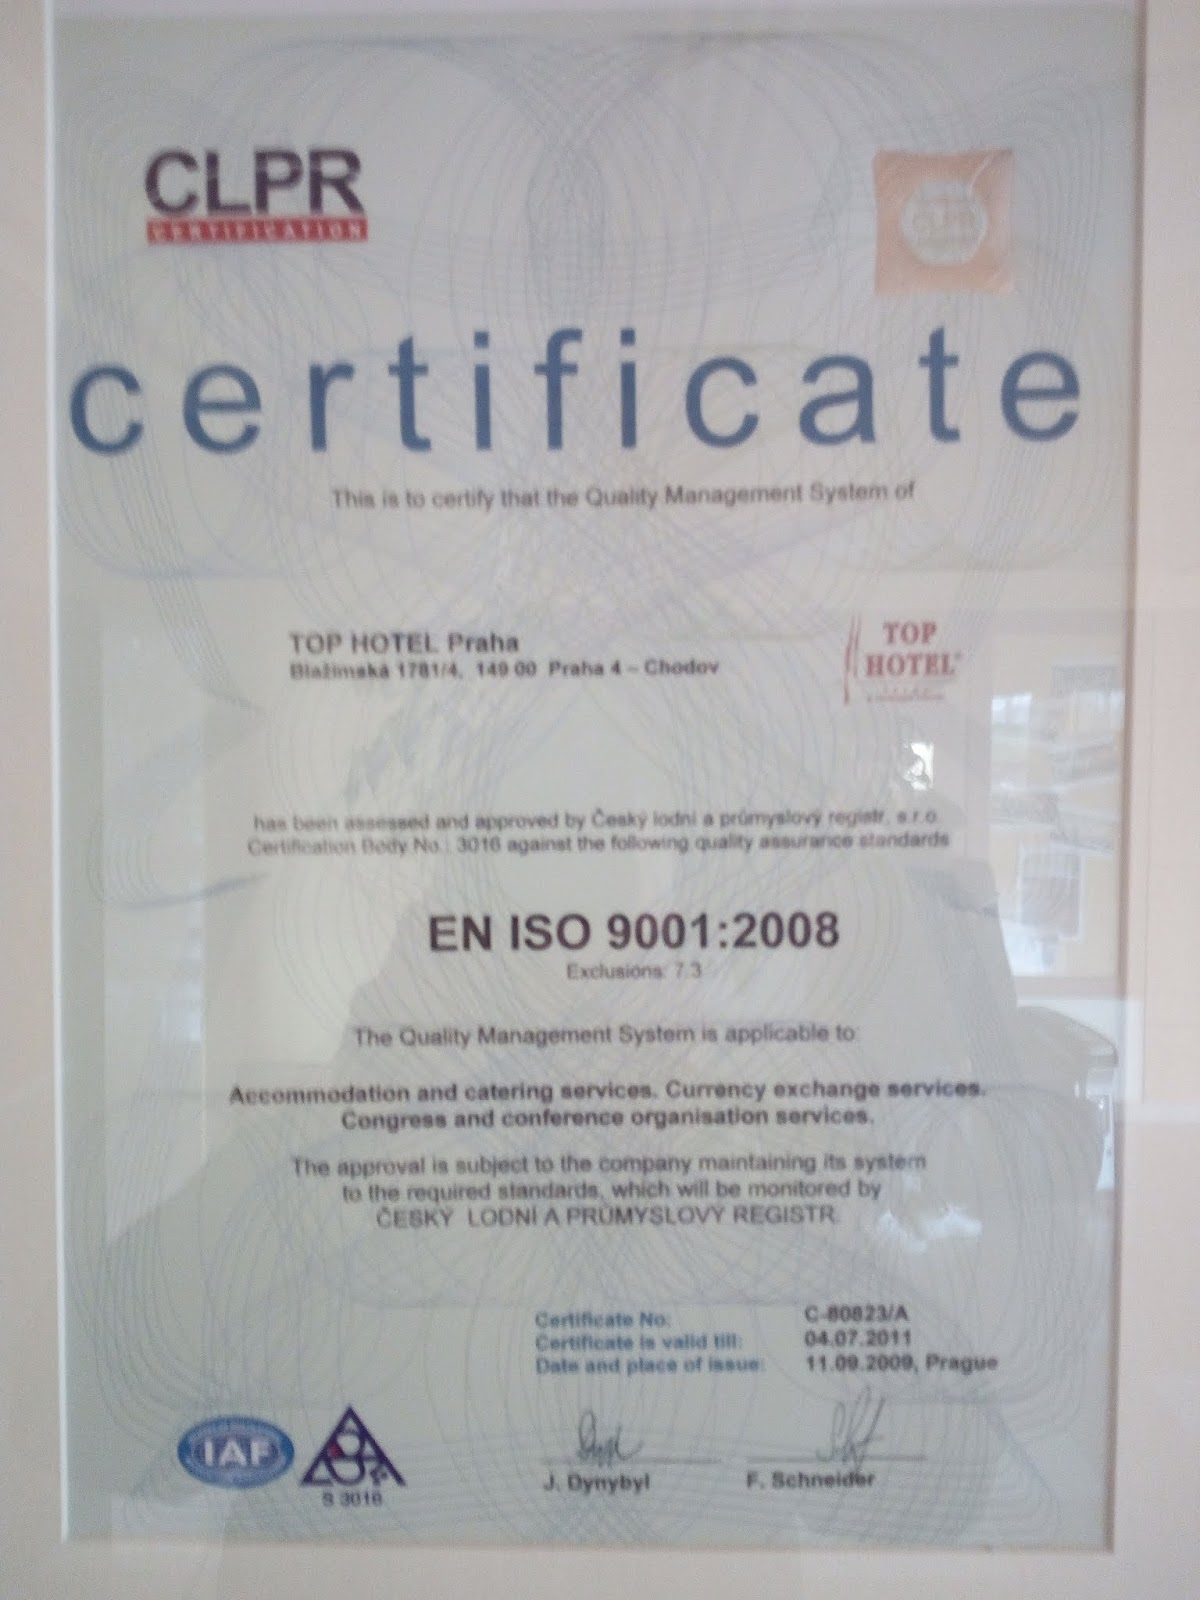 CLPR
CERTIFICATION
certificate
This is to certify that the Quality Management System of
TOP HOTEL Praha
Blažimská 1781/4, 149 00 Praha 4 – Chodov
TOP
HOTEL
has been assessed and approved by Český lodní a průmyslový registr, s.r.o.
Certification Body No.: 3016 against the following quality assurance standards
EN ISO 9001:2008
Exclusions: 7.3
The Quality Management System is applicable to:
Accommodation and catering services. Currency exchange services.
Congress and conference organisation services.
The approval is subject to the company maintaining its system
to the required standards, which will be monitored by
ČESKÝ LODNÍ A PRŮMYSLOVÝ REGISTR.
Certificate No: C-80823/A
Certificate is valid till: 04.07.2011
Date and place of issue: 11.09.2009, Prague
IAF
S 3016
J. Dynybyl F. Schneider